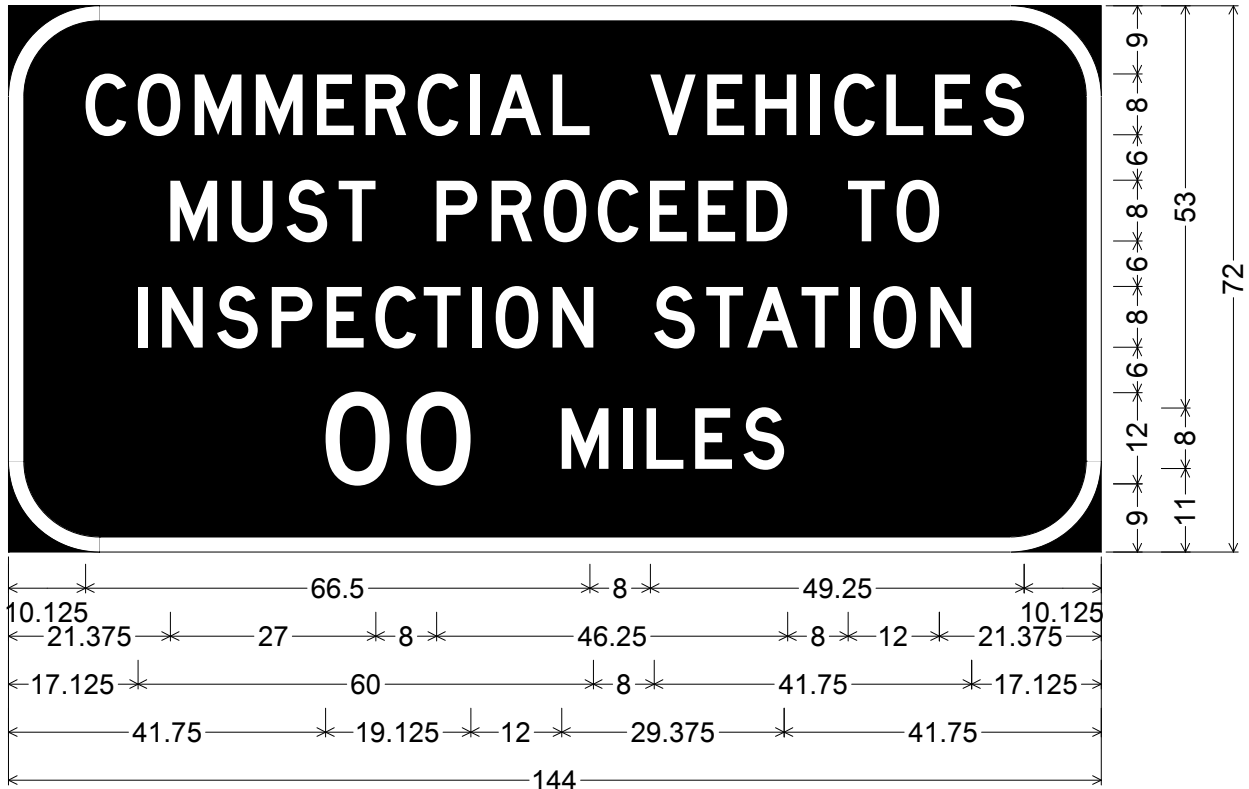 COMMERCIAL VEHICLES
MUST PROCEED TO
INSPECTION STATION
00 MILES
9
8
6
8
6
8
6
12
9
53
8
11
72
66.5 8 49.25
10.125 10.125
21.375 27 8 46.25 8 12 21.375
17.125 60 8 41.75 17.125
41.75 19.125 12 29.375 41.75
144